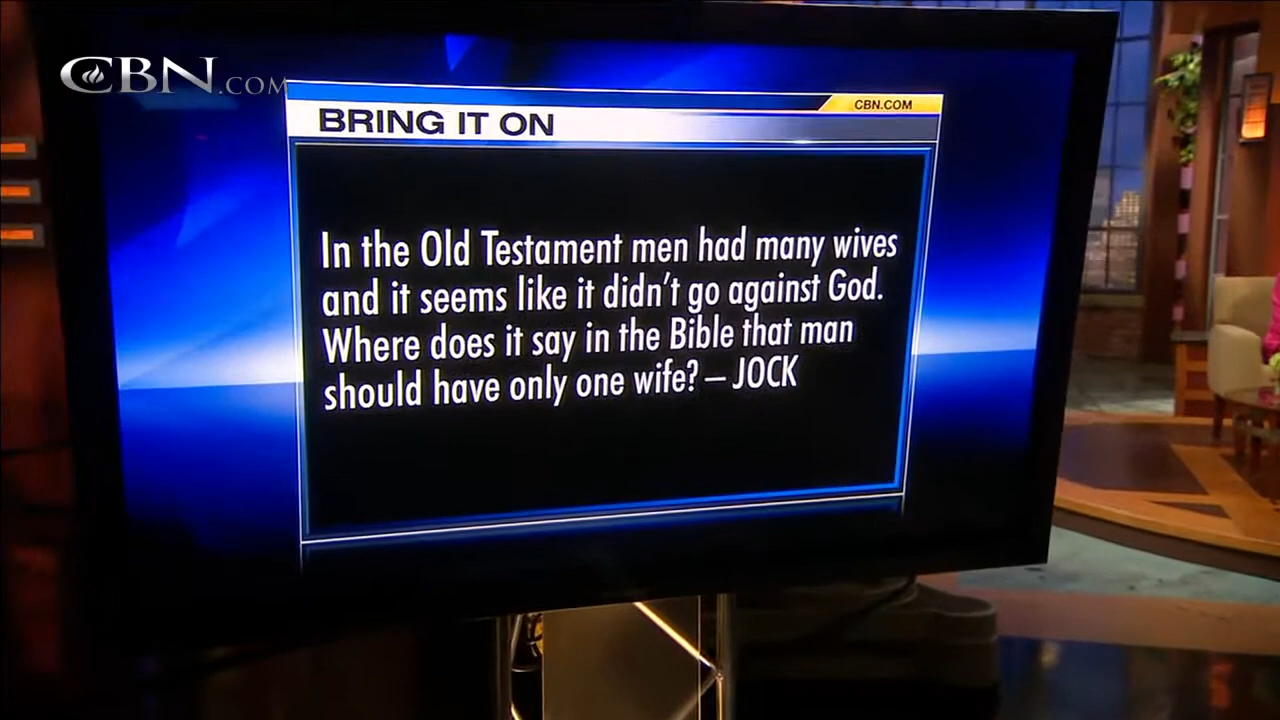 CBN.COM
CBN.COM
BRING IT ON
In the Old Testament men had many wives
and it seems like it didn't go against God.
Where does it say in the Bible that man
should have only one wife? – JOCK